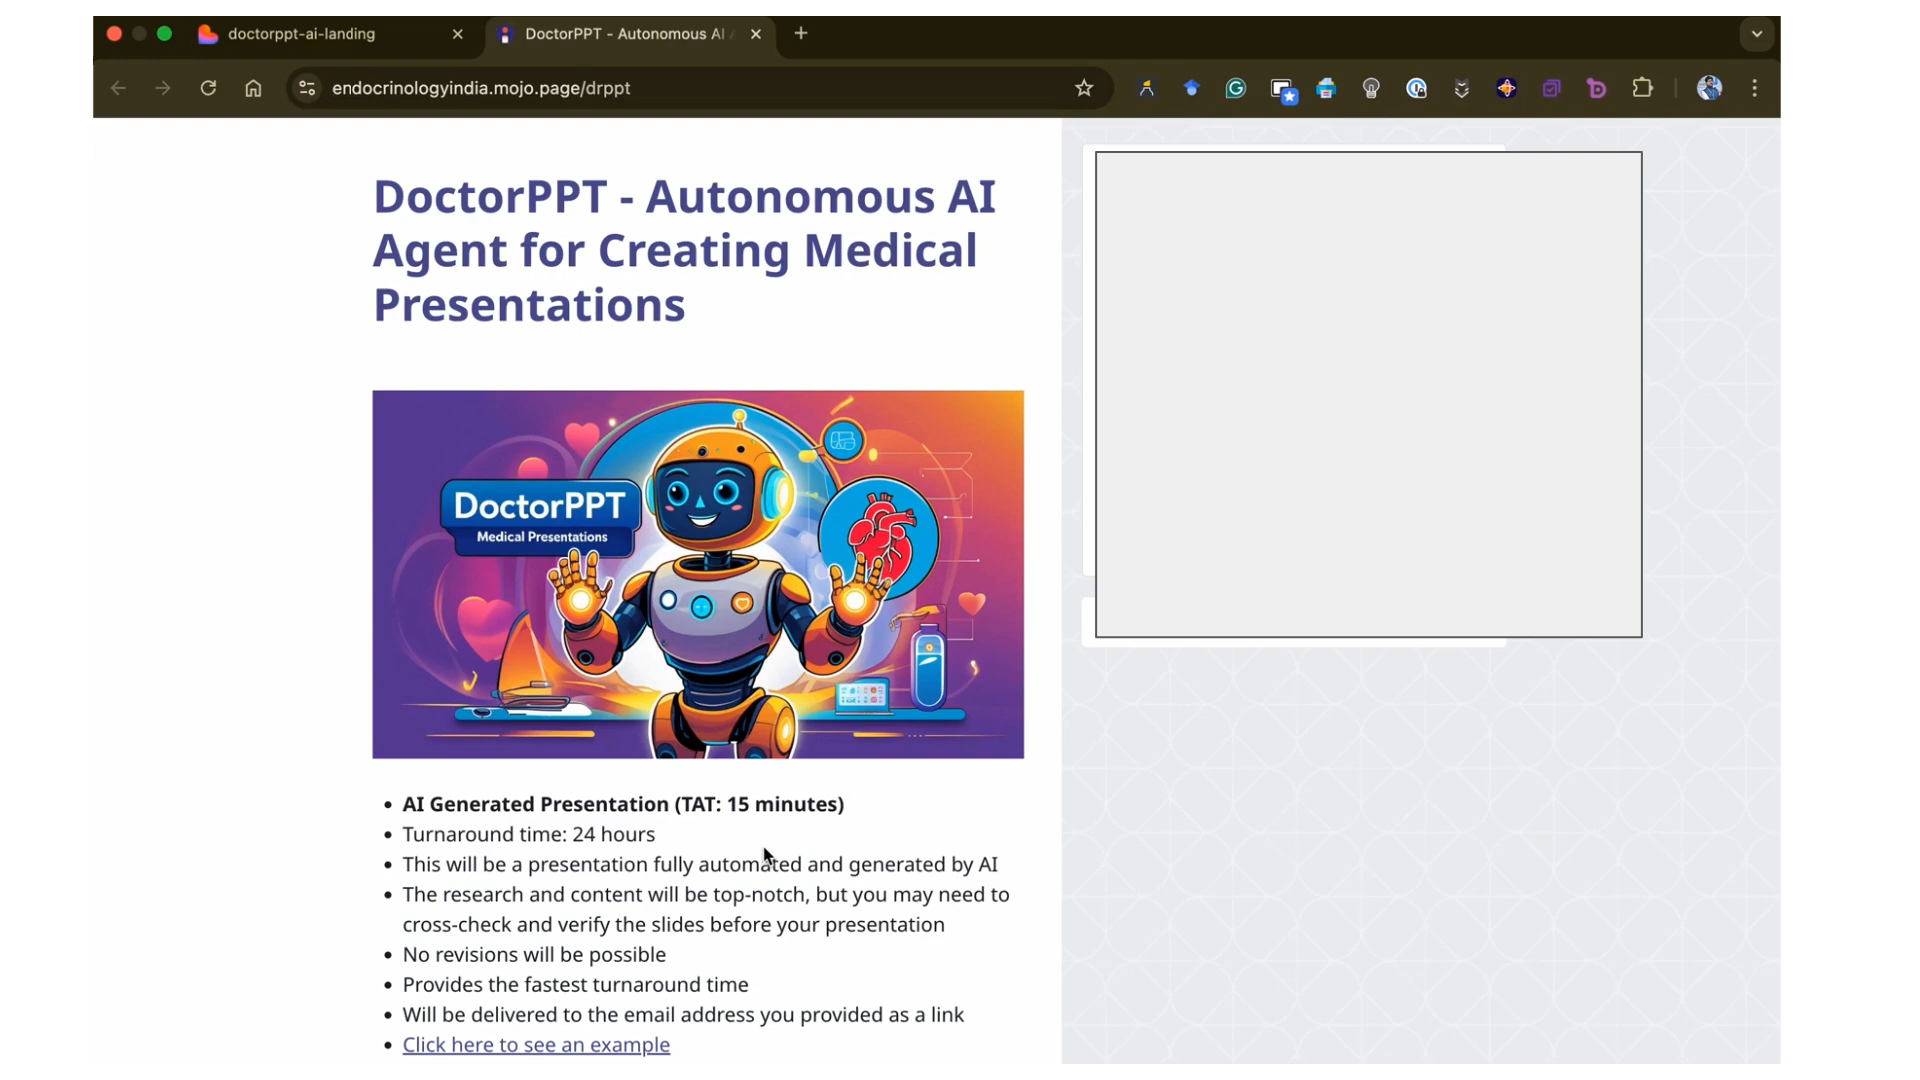 doctorppt-ai-landing
DoctorPPT - Autonomous AI
endocrinologyindia.mojo.page/drppt
DoctorPPT - Autonomous AI
Agent for Creating Medical
Presentations
DoctorPPT
Medical Presentations
• AI Generated Presentation (TAT: 15 minutes)
• Turnaround time: 24 hours
• This will be a presentation fully automated and generated by AI
• The research and content will be top-notch, but you may need to
cross-check and verify the slides before your presentation
• No revisions will be possible
• Provides the fastest turnaround time
• Will be delivered to the email address you provided as a link
• Click here to see an example